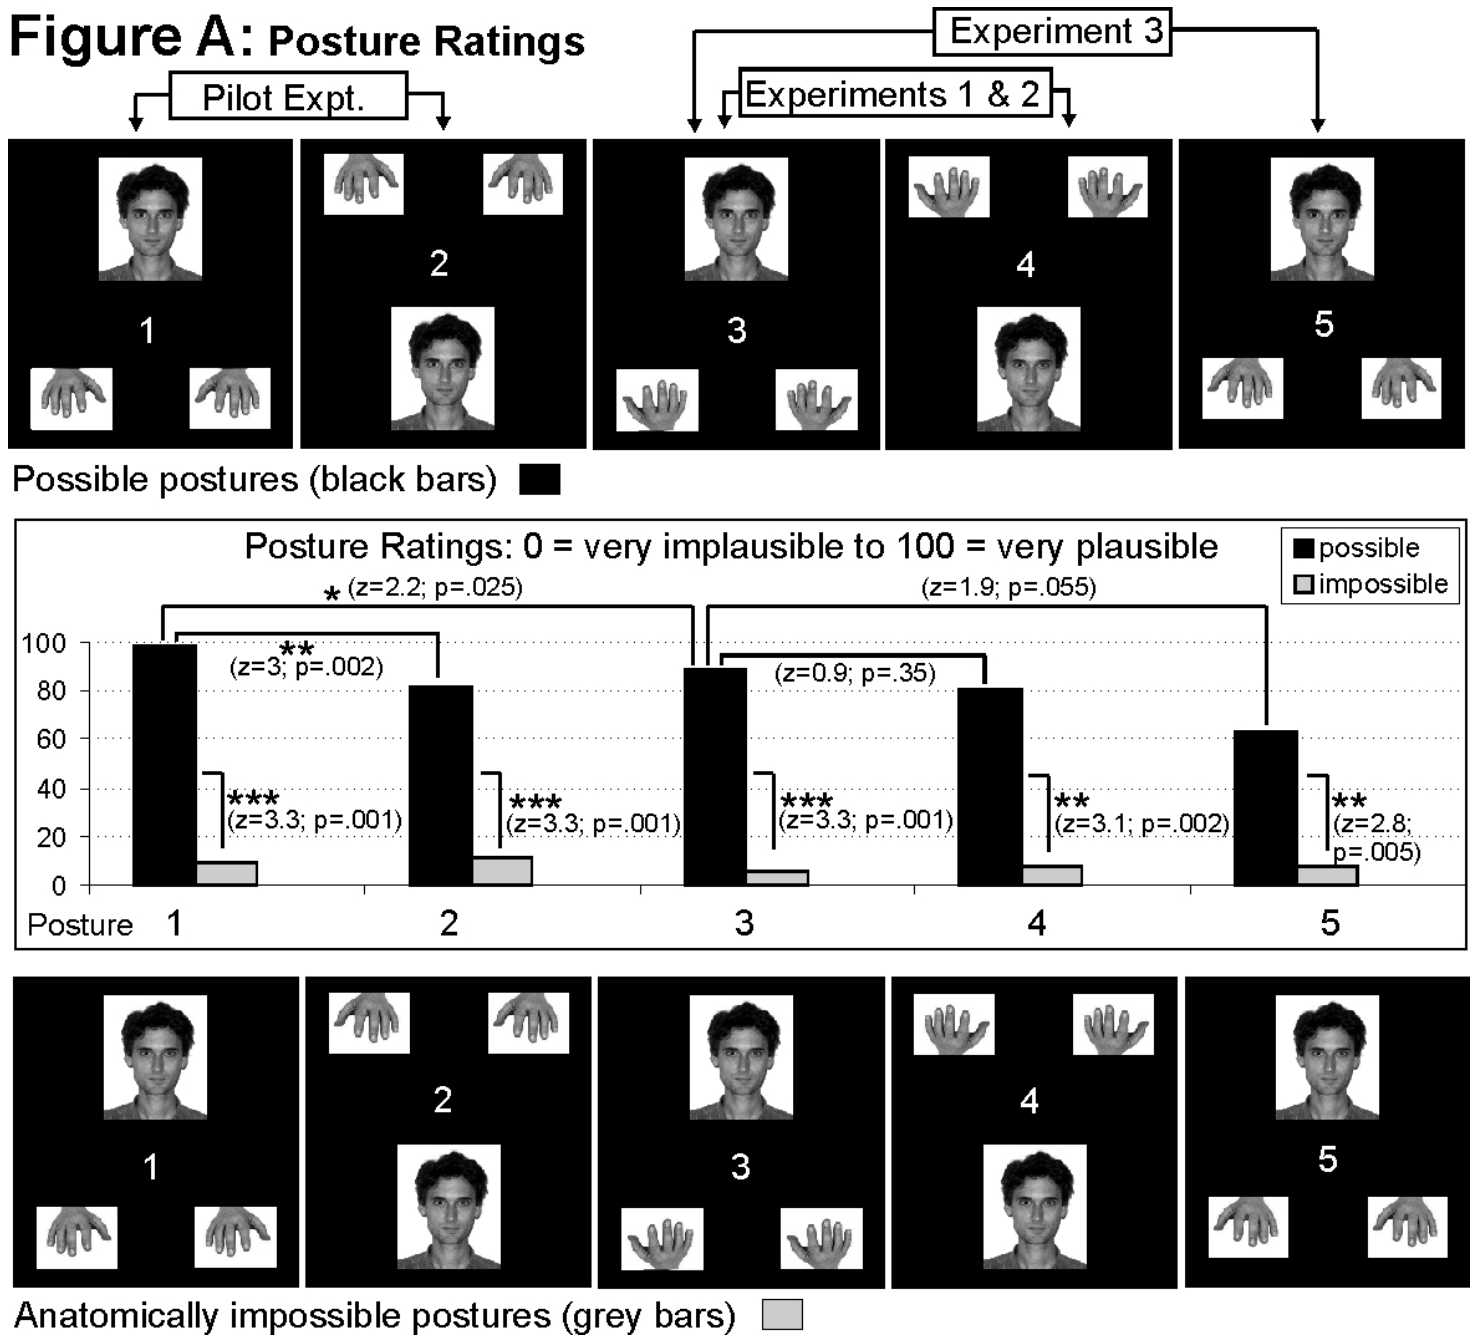 Figure A: Posture Ratings
Experiment 3
Pilot Expt.
Experiments 1 & 2
1
2
3
4
5
Possible postures (black bars)
Posture Ratings: 0 = very implausible to 100 = very plausible
possible
impossible
* (z=2.2; p=.025)
(z=1.9; p=.055)
**
(z=3; p=.002)
(z=0.9; p=.35)
100
80
60
40
20
0
***
(z=3.3; p=.001)
***
(z=3.3; p=.001)
***
(z=3.3; p=.001)
**
(z=3.1; p=.002)
**
(z=2.8;
p=.005)
Posture 1 2 3 4 5
1
2
3
4
5
Anatomically impossible postures (grey bars)